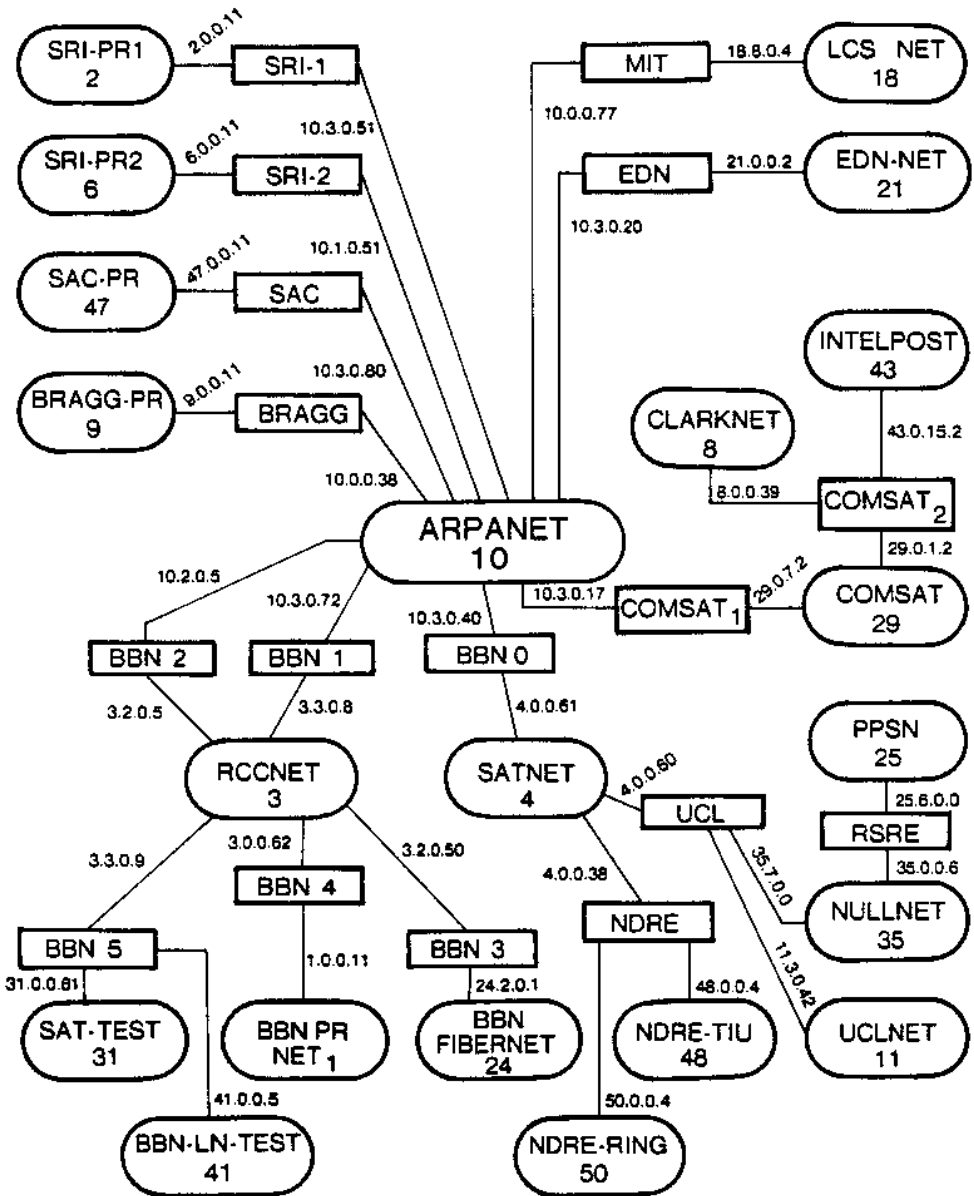 SRI-PR1
2
2.0.0.11
SRI-1
10.3.0.51
MIT
18.8.0.4
10.0.0.77
LCS NET
18
SRI-PR2
6
6.0.0.11
SRI-2
10.1.0.51
EDN
21.0.0.2
10.3.0.20
EDN-NET
21
SAC-PR
47
47.0.0.11
SAC
10.3.0.80
BRAGG-PR
9
9.0.0.11
BRAGG
10.0.0.38
INTELPOST
43
43.0.15.2
CLARKNET
8
8.0.0.39
COMSAT 2
29.0.1.2
ARPANET
10
10.2.0.5
10.3.0.72
10.3.0.40
10.3.0.17
COMSAT 1
29.0.7.2
COMSAT
29
BBN 2
BBN 1
BBN 0
3.2.0.5
3.3.0.8
4.0.0.61
RCCNET
3
SATNET
4
4.0.0.60
UCL
PPSN
25
25.6.0.0
RSRE
35.0.0.6
3.3.0.9
3.0.0.62
3.2.0.50
4.0.0.38
35.7.0.0
BBN 4
NDRE
NULLNET
35
BBN 5
BBN 3
11.3.0.42
31.0.0.61
1.0.0.11
24.2.0.1
48.0.0.4
SAT-TEST
31
BBN PR
NET 1
BBN
FIBERNET
24
NDRE-TIU
48
UCLNET
11
41.0.0.5
50.0.0.4
BBN-LN-TEST
41
NDRE-RING
50